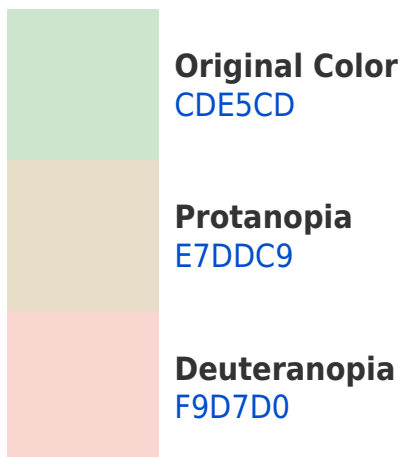 Original Color
CDE5CD
Protanopia
E7DDC9
Deuteranopia
F9D7D0